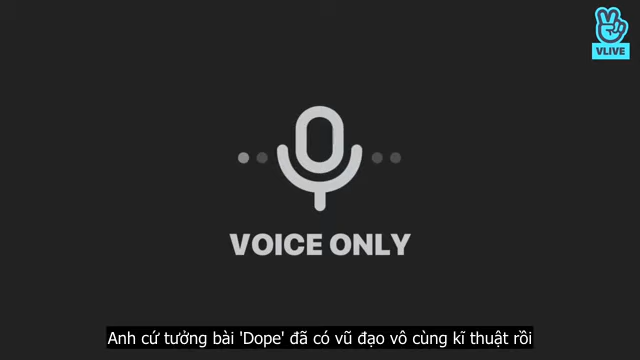 VLIVE
VOICE ONLY
Anh cứ tưởng bài 'Dope' đã có vũ đạo vô cùng kĩ thuật rồi